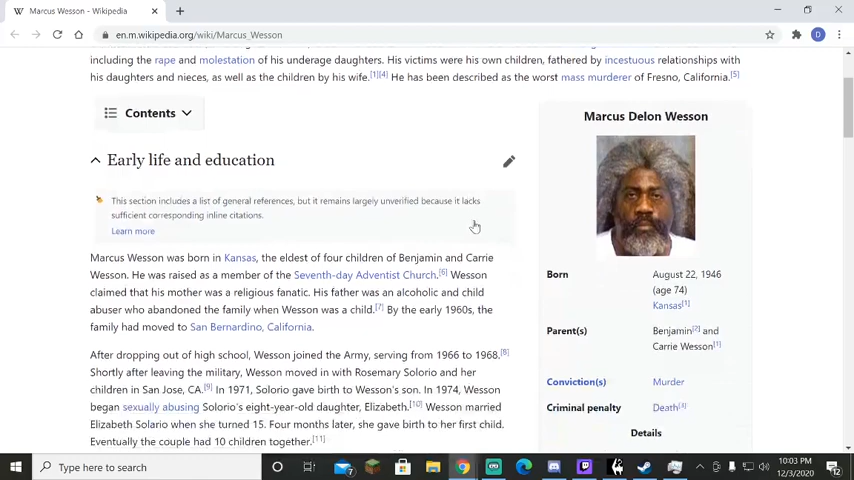 Marcus Wesson - Wikipedia
en.m.wikipedia.org/wiki/Marcus_Wesson
D
including the rape and molestation of his underage daughters. His victims were his own children, fathered by incestuous relationships with
his daughters and nieces, as well as the children by his wife.[1][4] He has been described as the worst mass murderer of Fresno, California.[5]
Contents
Early life and education
This section includes a list of general references, but it remains largely unverified because it lacks
sufficient corresponding inline citations.
Learn more
Marcus Wesson was born in Kansas, the eldest of four children of Benjamin and Carrie
Wesson. He was raised as a member of the Seventh-day Adventist Church.[6] Wesson
claimed that his mother was a religious fanatic. His father was an alcoholic and child
abuser who abandoned the family when Wesson was a child.[7] By the early 1960s, the
family had moved to San Bernardino, California.
After dropping out of high school, Wesson joined the Army, serving from 1966 to 1968.[8]
Shortly after leaving the military, Wesson moved in with Rosemary Solorio and her
children in San Jose, CA.[9] In 1971, Solorio gave birth to Wesson's son. In 1974, Wesson
began sexually abusing Solorio's eight-year-old daughter, Elizabeth.[10] Wesson married
Elizabeth Solario when she turned 15. Four months later, she gave birth to her first child.
Eventually the couple had 10 children together.[11]
Marcus Delon Wesson
Born August 22, 1946
(age 74)
Kansas[1]
Parent(s) Benjamin[2] and
Carrie Wesson[1]
Conviction(s) Murder
Criminal penalty Death[3]
Details
Type here to search
7
10:03 PM
12/3/2020
12